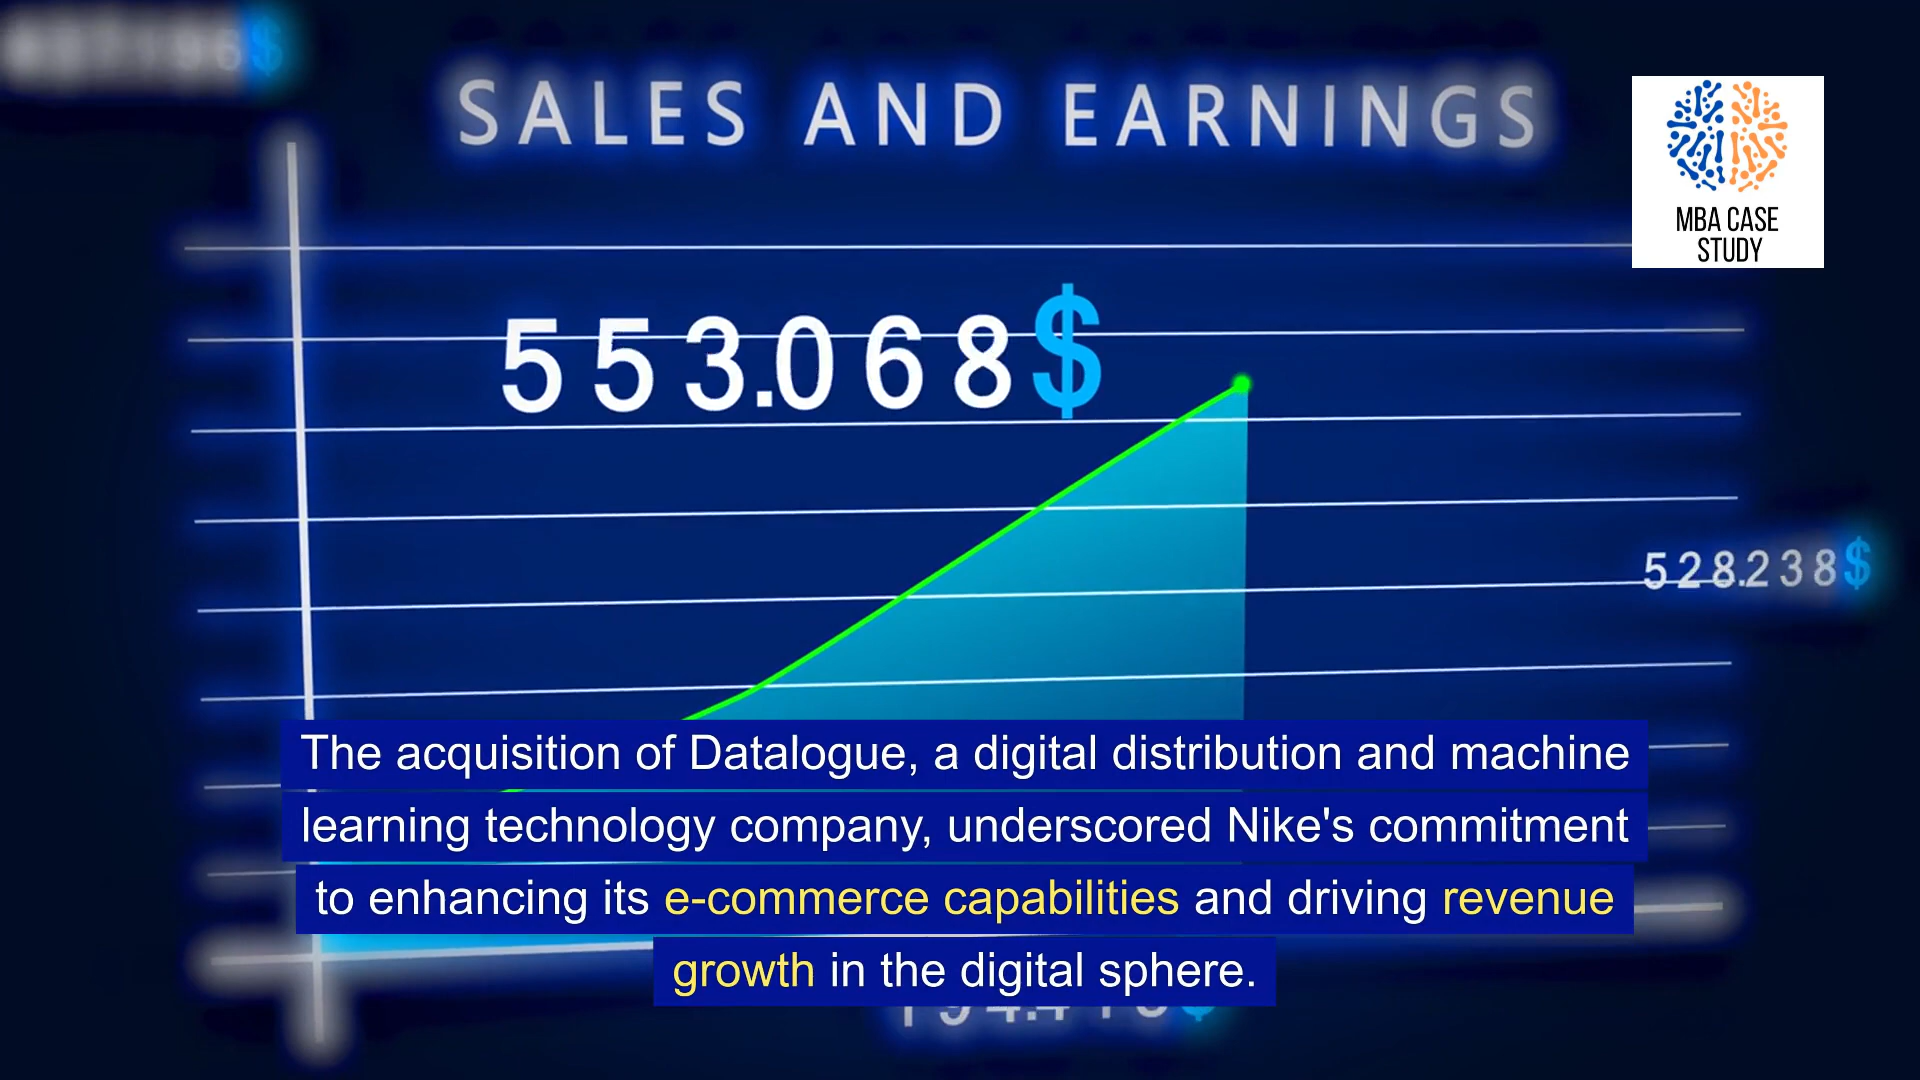 SALES AND EARNINGS
MBA CASE
STUDY
553.068$
528.238$
The acquisition of Datalogue, a digital distribution and machine
learning technology company, underscored Nike's commitment
to enhancing its e-commerce capabilities and driving revenue
growth in the digital sphere.